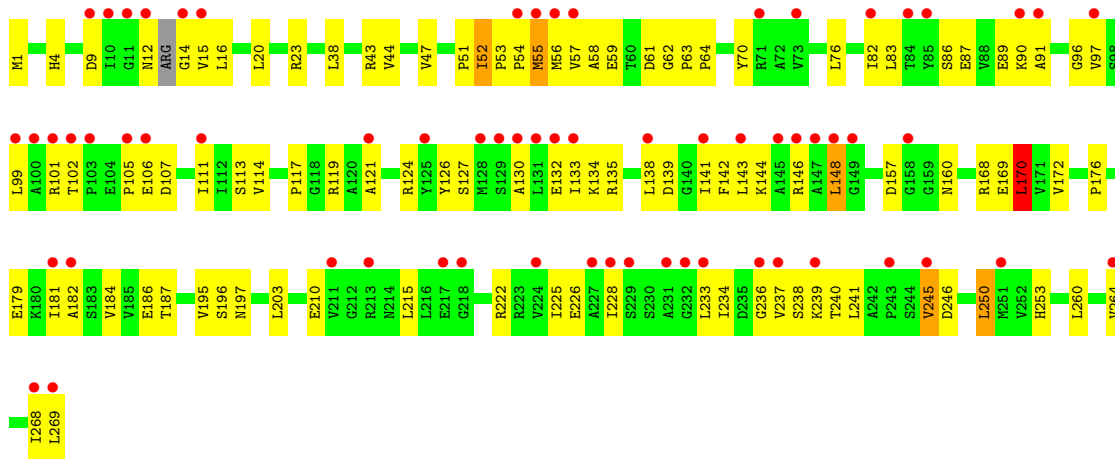 M1 H4 D9 I10 G11 N12 ARG G14 V15 L16 L20 R23 L38 R43 V44 V47 P51 I52 P53 P54 M55 M56 V57 A58 E59 T60 D61 G62 P63 P64 Y70 R71 A72 V73 L76 I82 L83 T84 Y85 S86 E87 V88 E89 K90 A91 G96 V97 S98
L99 A100 R101 T102 P103 E104 P105 E106 D107 I111 I112 S113 V114 P117 G118 R119 A120 A121 R124 Y125 Y126 S127 M128 S129 A130 L131 E132 I133 K134 R135 L138 D139 G140 I141 F142 L143 K144 A145 R146 A147 L148 G149 D157 G158 G159 N160 R168 E169 L170 V171 V172 P176
E179 K180 I181 A182 S183 V184 V185 E186 T187 V195 S196 N197 L203 E210 V211 G212 R213 N214 L215 L216 E217 G218 R222 R223 V224 I225 E226 A227 I228 S229 S230 A231 G232 L233 I234 D235 G236 V237 S238 K239 T240 L241 A242 P243 S244 V245 D246 L250 M251 V252 H253 L260 V264
I268 L269